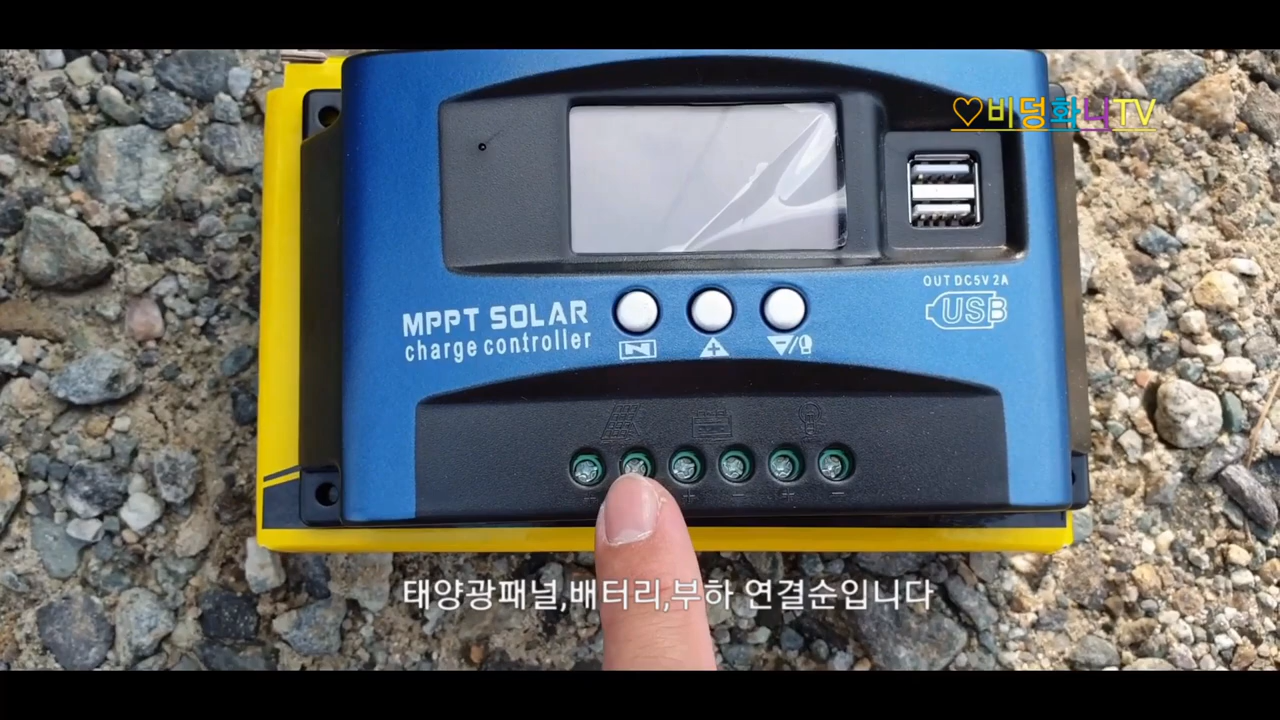 ♡비덩화니TV
OUT DC5V 2A
USB
MPPT SOLAR
charge controller
태양광패널,배터리,부하 연결순입니다